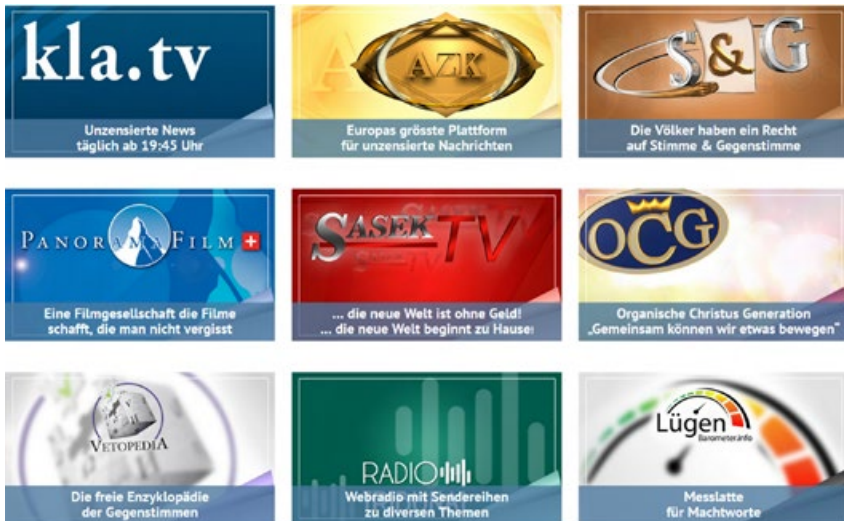 kla.tv
Unzensierte News
täglich ab 19:45 Uhr
AZK
Europas grösste Plattform
für unzensierte Nachrichten
S & G
Die Völker haben ein Recht
auf Stimme & Gegenstimme
PANORAMA FILM
Eine Filmgesellschaft die Filme
schafft, die man nicht vergisst
SASEK TV
... die neue Welt ist ohne Geld!
... die neue Welt beginnt zu Hause
OCG
Organische Christus Generation
„Gemeinsam können wir etwas bewegen“
VETOPEDIA
Die freie Enzyklopädie
der Gegenstimmen
RADIO
Webradio mit Sendereihen
zu diversen Themen
Lügen
Barometer.info
Messlatte
für Machtworte